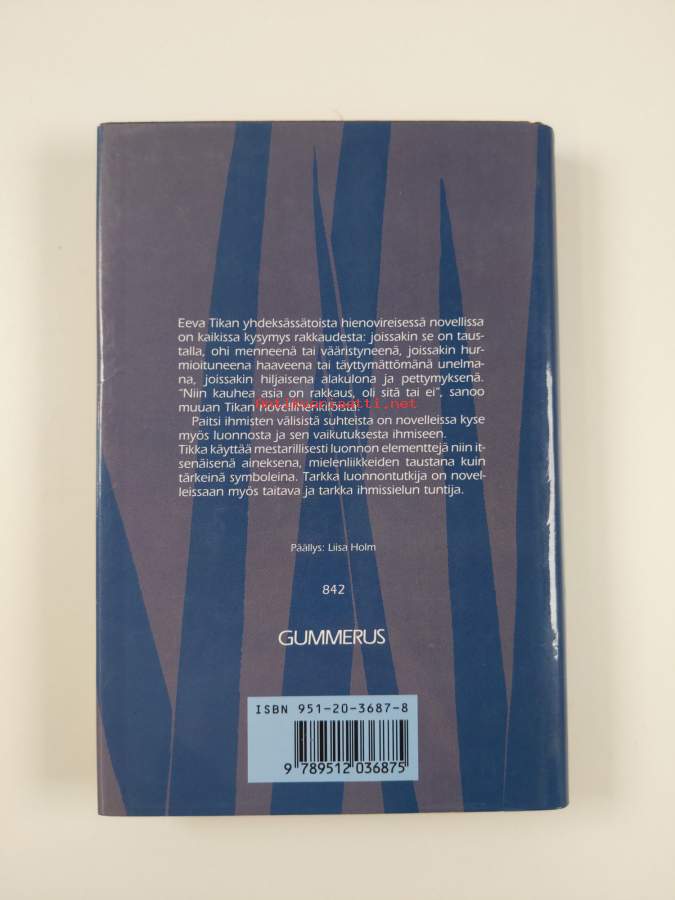 Eeva Tikan yhdeksässätoista hienovireisessä novellissa
on kaikissa kysymys rakkaudesta: joissakin se on taus-
talla, ohi menneenä tai vääristyneenä, joissakin hur-
mioituneena haaveena tai täyttymättömänä unelma-
na, joissakin hiljaisena alakulona ja pettymyksenä.
"Niin kauhea asia on rakkaus, oli sitä tai ei", sanoo
muuan Tikan novellihenkilöistä.
Paitsi ihmisten välisistä suhteista on novelleissa kyse
myös luonnosta ja sen vaikutuksesta ihmiseen.
Tikka käyttää mestarillisesti luonnon elementtejä niin it-
senäisenä aineksena, mielenliikkeiden taustana kuin
tärkeinä symboleina. Tarkka luonnontutkija on novel-
leissaan myös taitava ja tarkka ihmissielun tuntija.
Päällys: Liisa Holm
842
GUMMERUS
ISBN 951-20-3687-8
9 789512 036875